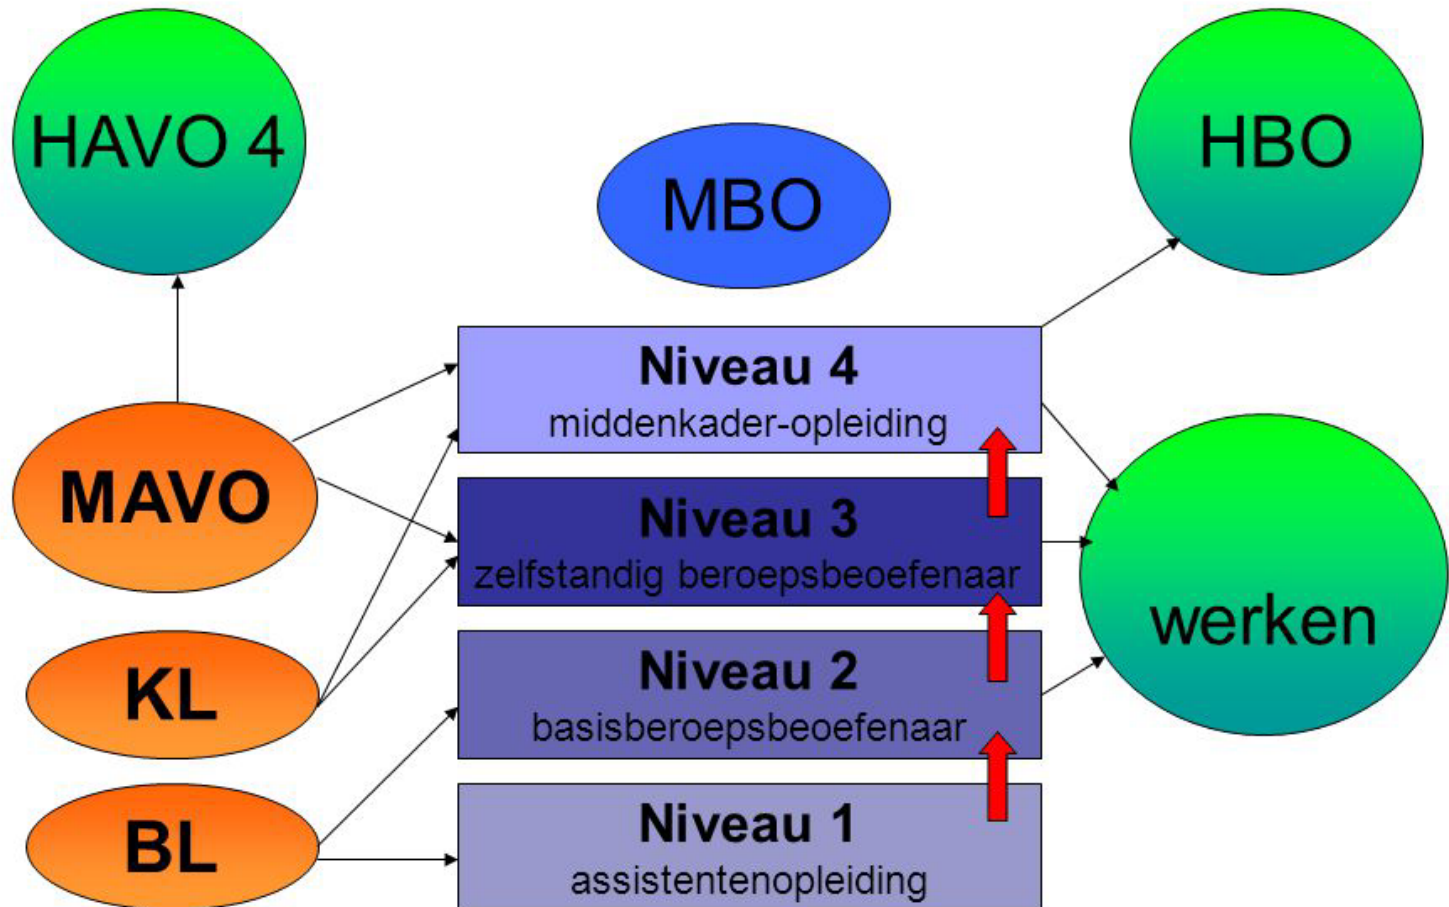 HAVO 4
HBO
MBO
Niveau 4
middenkader-opleiding
MAVO
Niveau 3
zelfstandig beroepsbeoefenaar
werken
KL
Niveau 2
basisberoepsbeoefenaar
BL
Niveau 1
assistentenopleiding